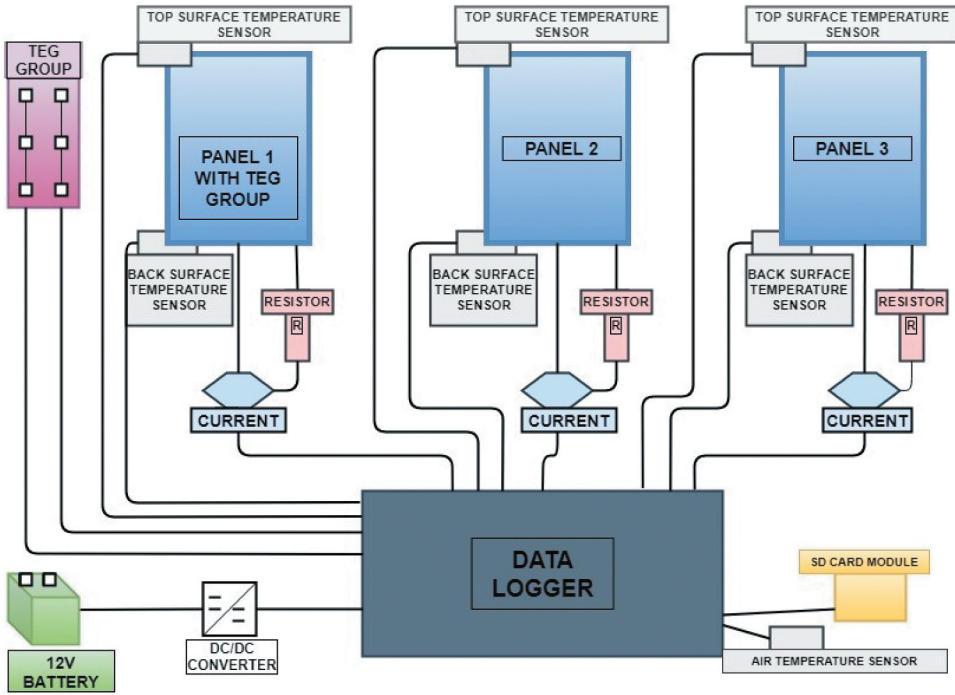 TOP SURFACE TEMPERATURE
SENSOR
TOP SURFACE TEMPERATURE
SENSOR
TOP SURFACE TEMPERATURE
SENSOR
TEG
GROUP
PANEL 1
WITH TEG
GROUP
PANEL 2
PANEL 3
BACK SURFACE
TEMPERATURE
SENSOR
RESISTOR
R
BACK SURFACE
TEMPERATURE
SENSOR
RESISTOR
R
BACK SURFACE
TEMPERATURE
SENSOR
RESISTOR
R
CURRENT
CURRENT
CURRENT
DATA
LOGGER
SD CARD MODULE
DC/DC
CONVERTER
12V
BATTERY
AIR TEMPERATURE SENSOR